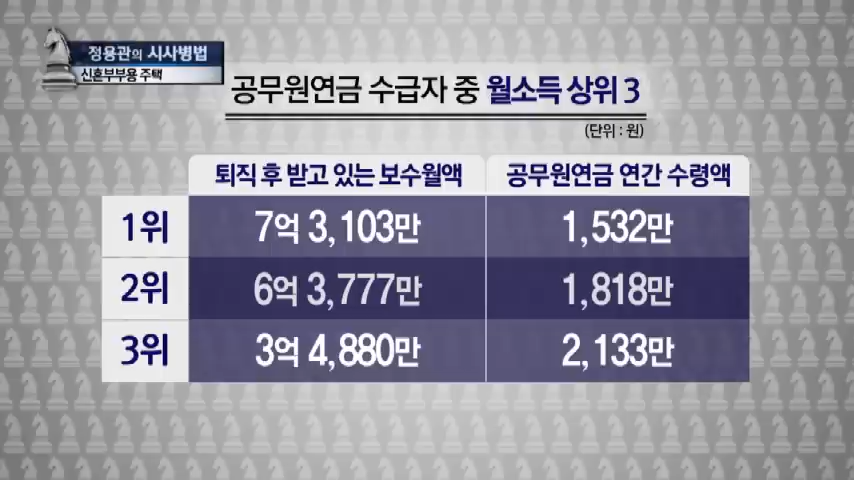 정용관의 시사병법
신혼부부용 주택
공무원연금 수급자 중 월소득 상위 3
(단위 : 원)
퇴직 후 받고 있는 보수월액 공무원연금 연간 수령액
1위 7억 3,103만 1,532만
2위 6억 3,777만 1,818만
3위 3억 4,880만 2,133만